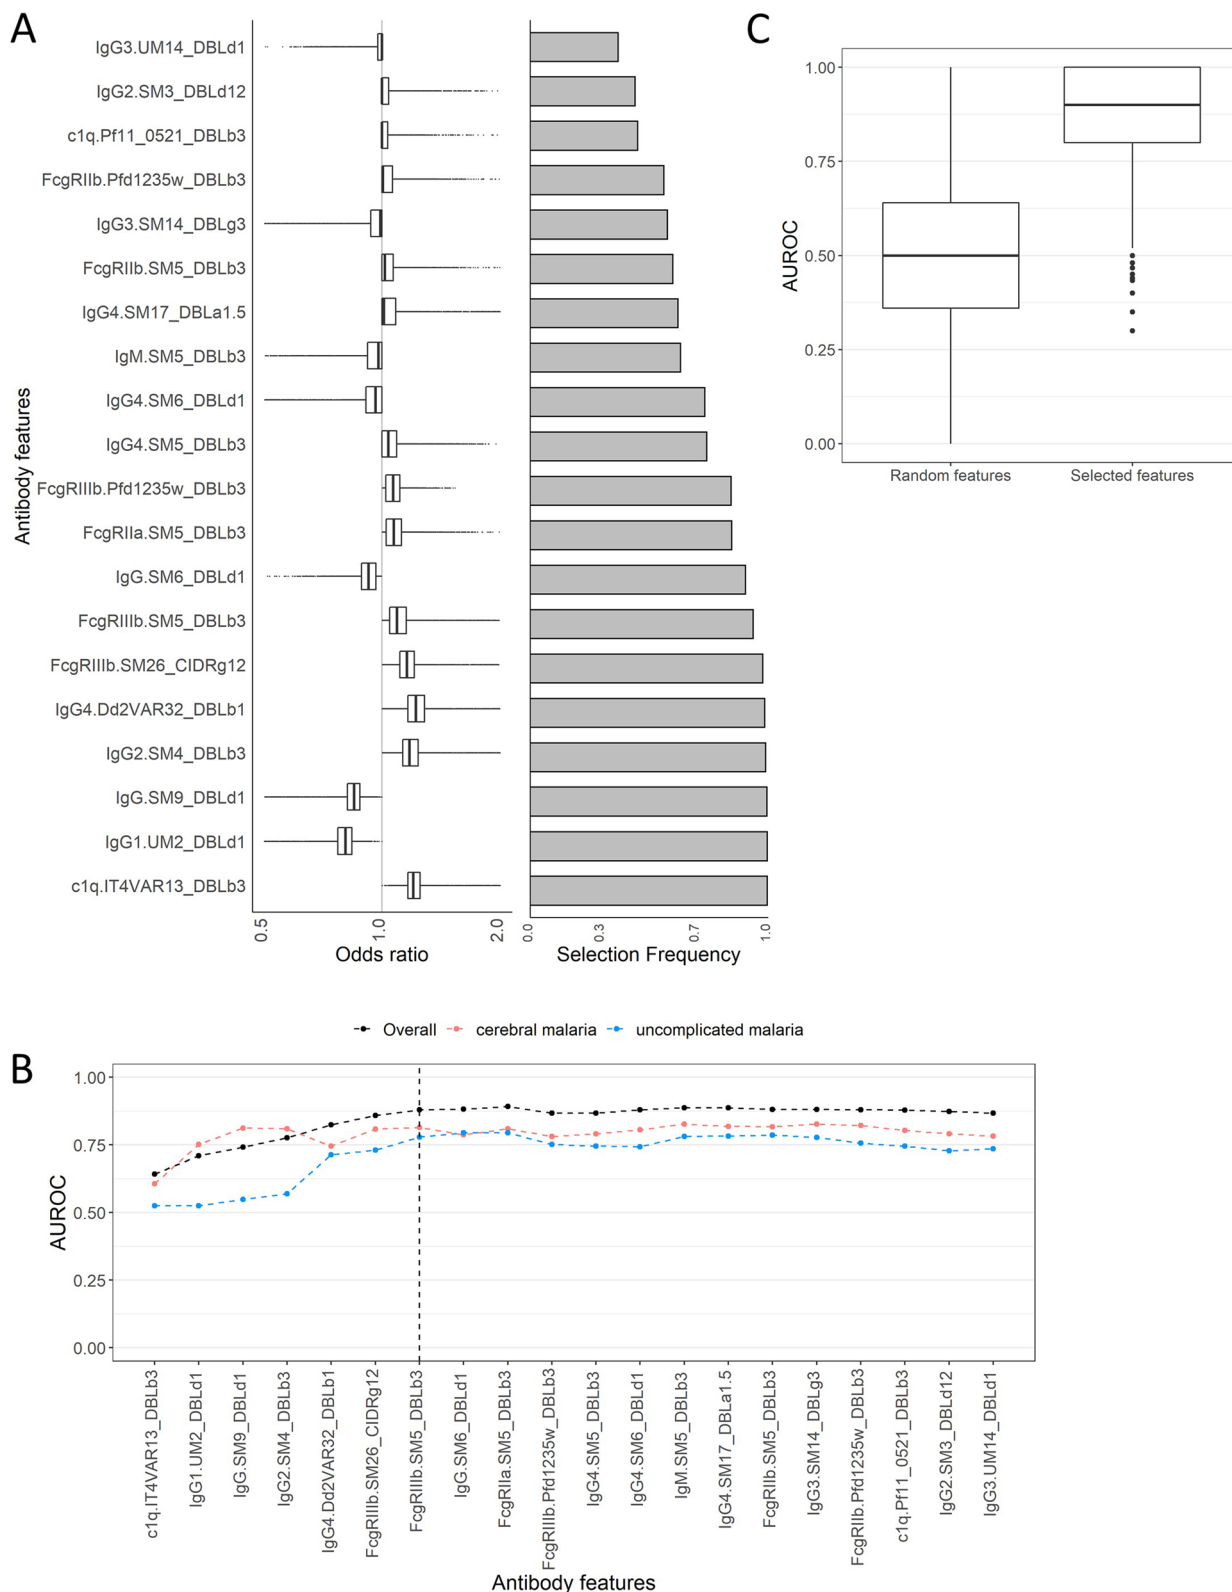 A
IgG3.UM14_DBLd1
IgG2.SM3_DBLd12
c1q.Pf11_0521_DBLb3
FcgRIIb.Pfd1235w_DBLb3
IgG3.SM14_DBLg3
FcgRIIb.SM5_DBLb3
IgG4.SM17_DBLa1.5
IgM.SM5_DBLb3
IgG4.SM6_DBLd1
IgG4.SM5_DBLb3
FcgRIIIb.Pfd1235w_DBLb3
FcgRIIa.SM5_DBLb3
IgG.SM6_DBLd1
FcgRIIIb.SM5_DBLb3
FcgRIIIb.SM26_CIDRg12
IgG4.Dd2VAR32_DBLb1
IgG2.SM4_DBLb3
IgG.SM9_DBLd1
IgG1.UM2_DBLd1
c1q.IT4VAR13_DBLb3
Antibody features
0.5 1.0 2.0
Odds ratio
0.0 0.3 0.7 1.0
Selection Frequency
C
1.00
0.75
0.50
0.25
0.00
AUROC
Random features Selected features
Overall cerebral malaria uncomplicated malaria
B
1.00
0.75
0.50
0.25
0.00
AUROC
c1q.IT4VAR13_DBLb3
IgG1.UM2_DBLd1
IgG.SM9_DBLd1
IgG2.SM4_DBLb3
IgG4.Dd2VAR32_DBLb1
FcgRIIIb.SM26_CIDRg12
FcgRIIIb.SM5_DBLb3
IgG.SM6_DBLd1
FcgRIIa.SM5_DBLb3
FcgRIIIb.Pfd1235w_DBLb3
IgG4.SM5_DBLb3
IgG4.SM6_DBLd1
IgM.SM5_DBLb3
IgG4.SM17_DBLa1.5
FcgRIIb.SM5_DBLb3
IgG3.SM14_DBLg3
FcgRIIb.Pfd1235w_DBLb3
c1q.Pf11_0521_DBLb3
IgG2.SM3_DBLd12
IgG3.UM14_DBLd1
Antibody features